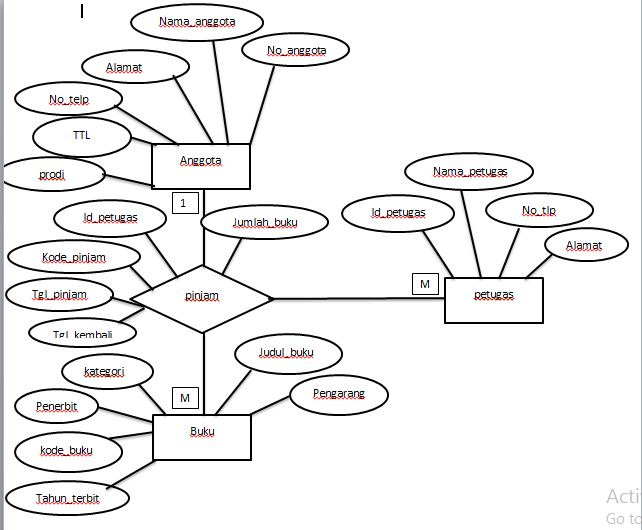 Nama_anggota
No_anggota
Alamat
No_telp
TTL
Anggota
prodi
Nama_petugas
1
Id_petugas
Jumlah_buku
Id_petugas
No_tlp
Alamat
Kode_pinjam
Tgl_pinjam
pinjam
M
petugas
Tgl_kembali
kategori
Judul_buku
M
Pengarang
Penerbit
Buku
kode_buku
Tahun_terbit
Acti
Go to